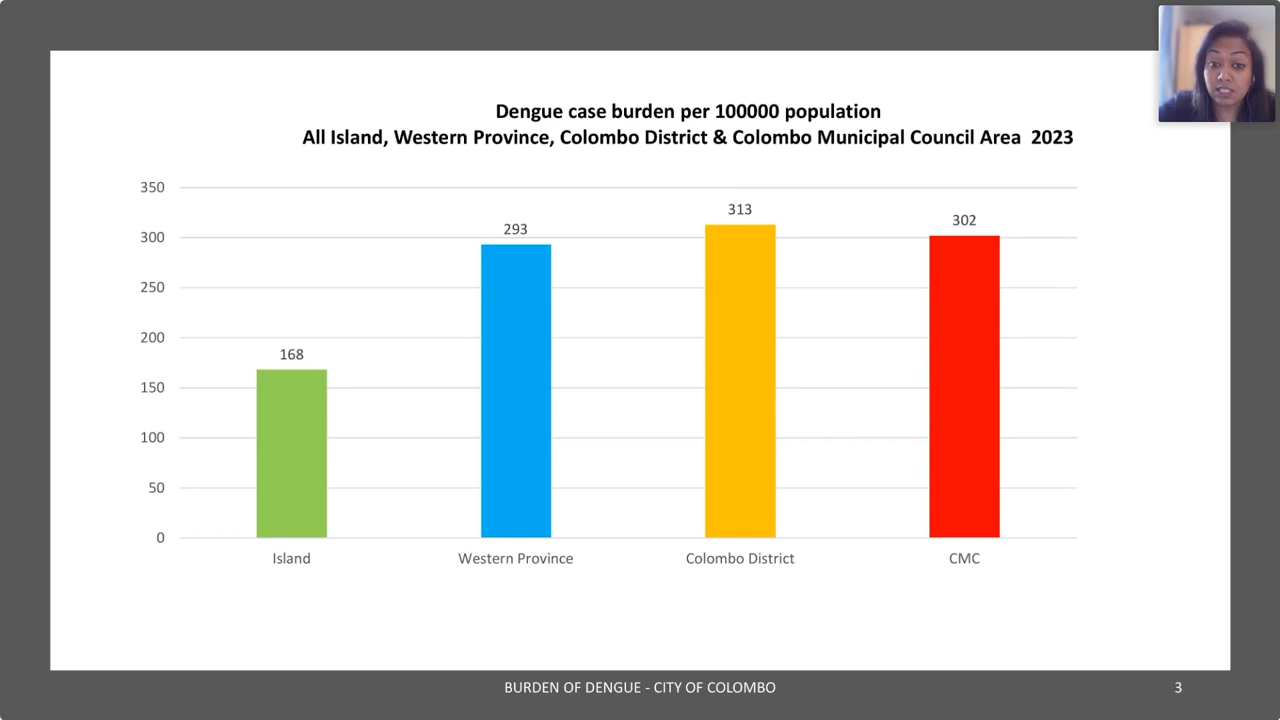 Dengue case burden per 100000 population
All Island, Western Province, Colombo District & Colombo Municipal Council Area 2023
350
300
250
200
150
100
50
0
168
293
313
302
Island
Western Province
Colombo District
CMC
BURDEN OF DENGUE - CITY OF COLOMBO
3